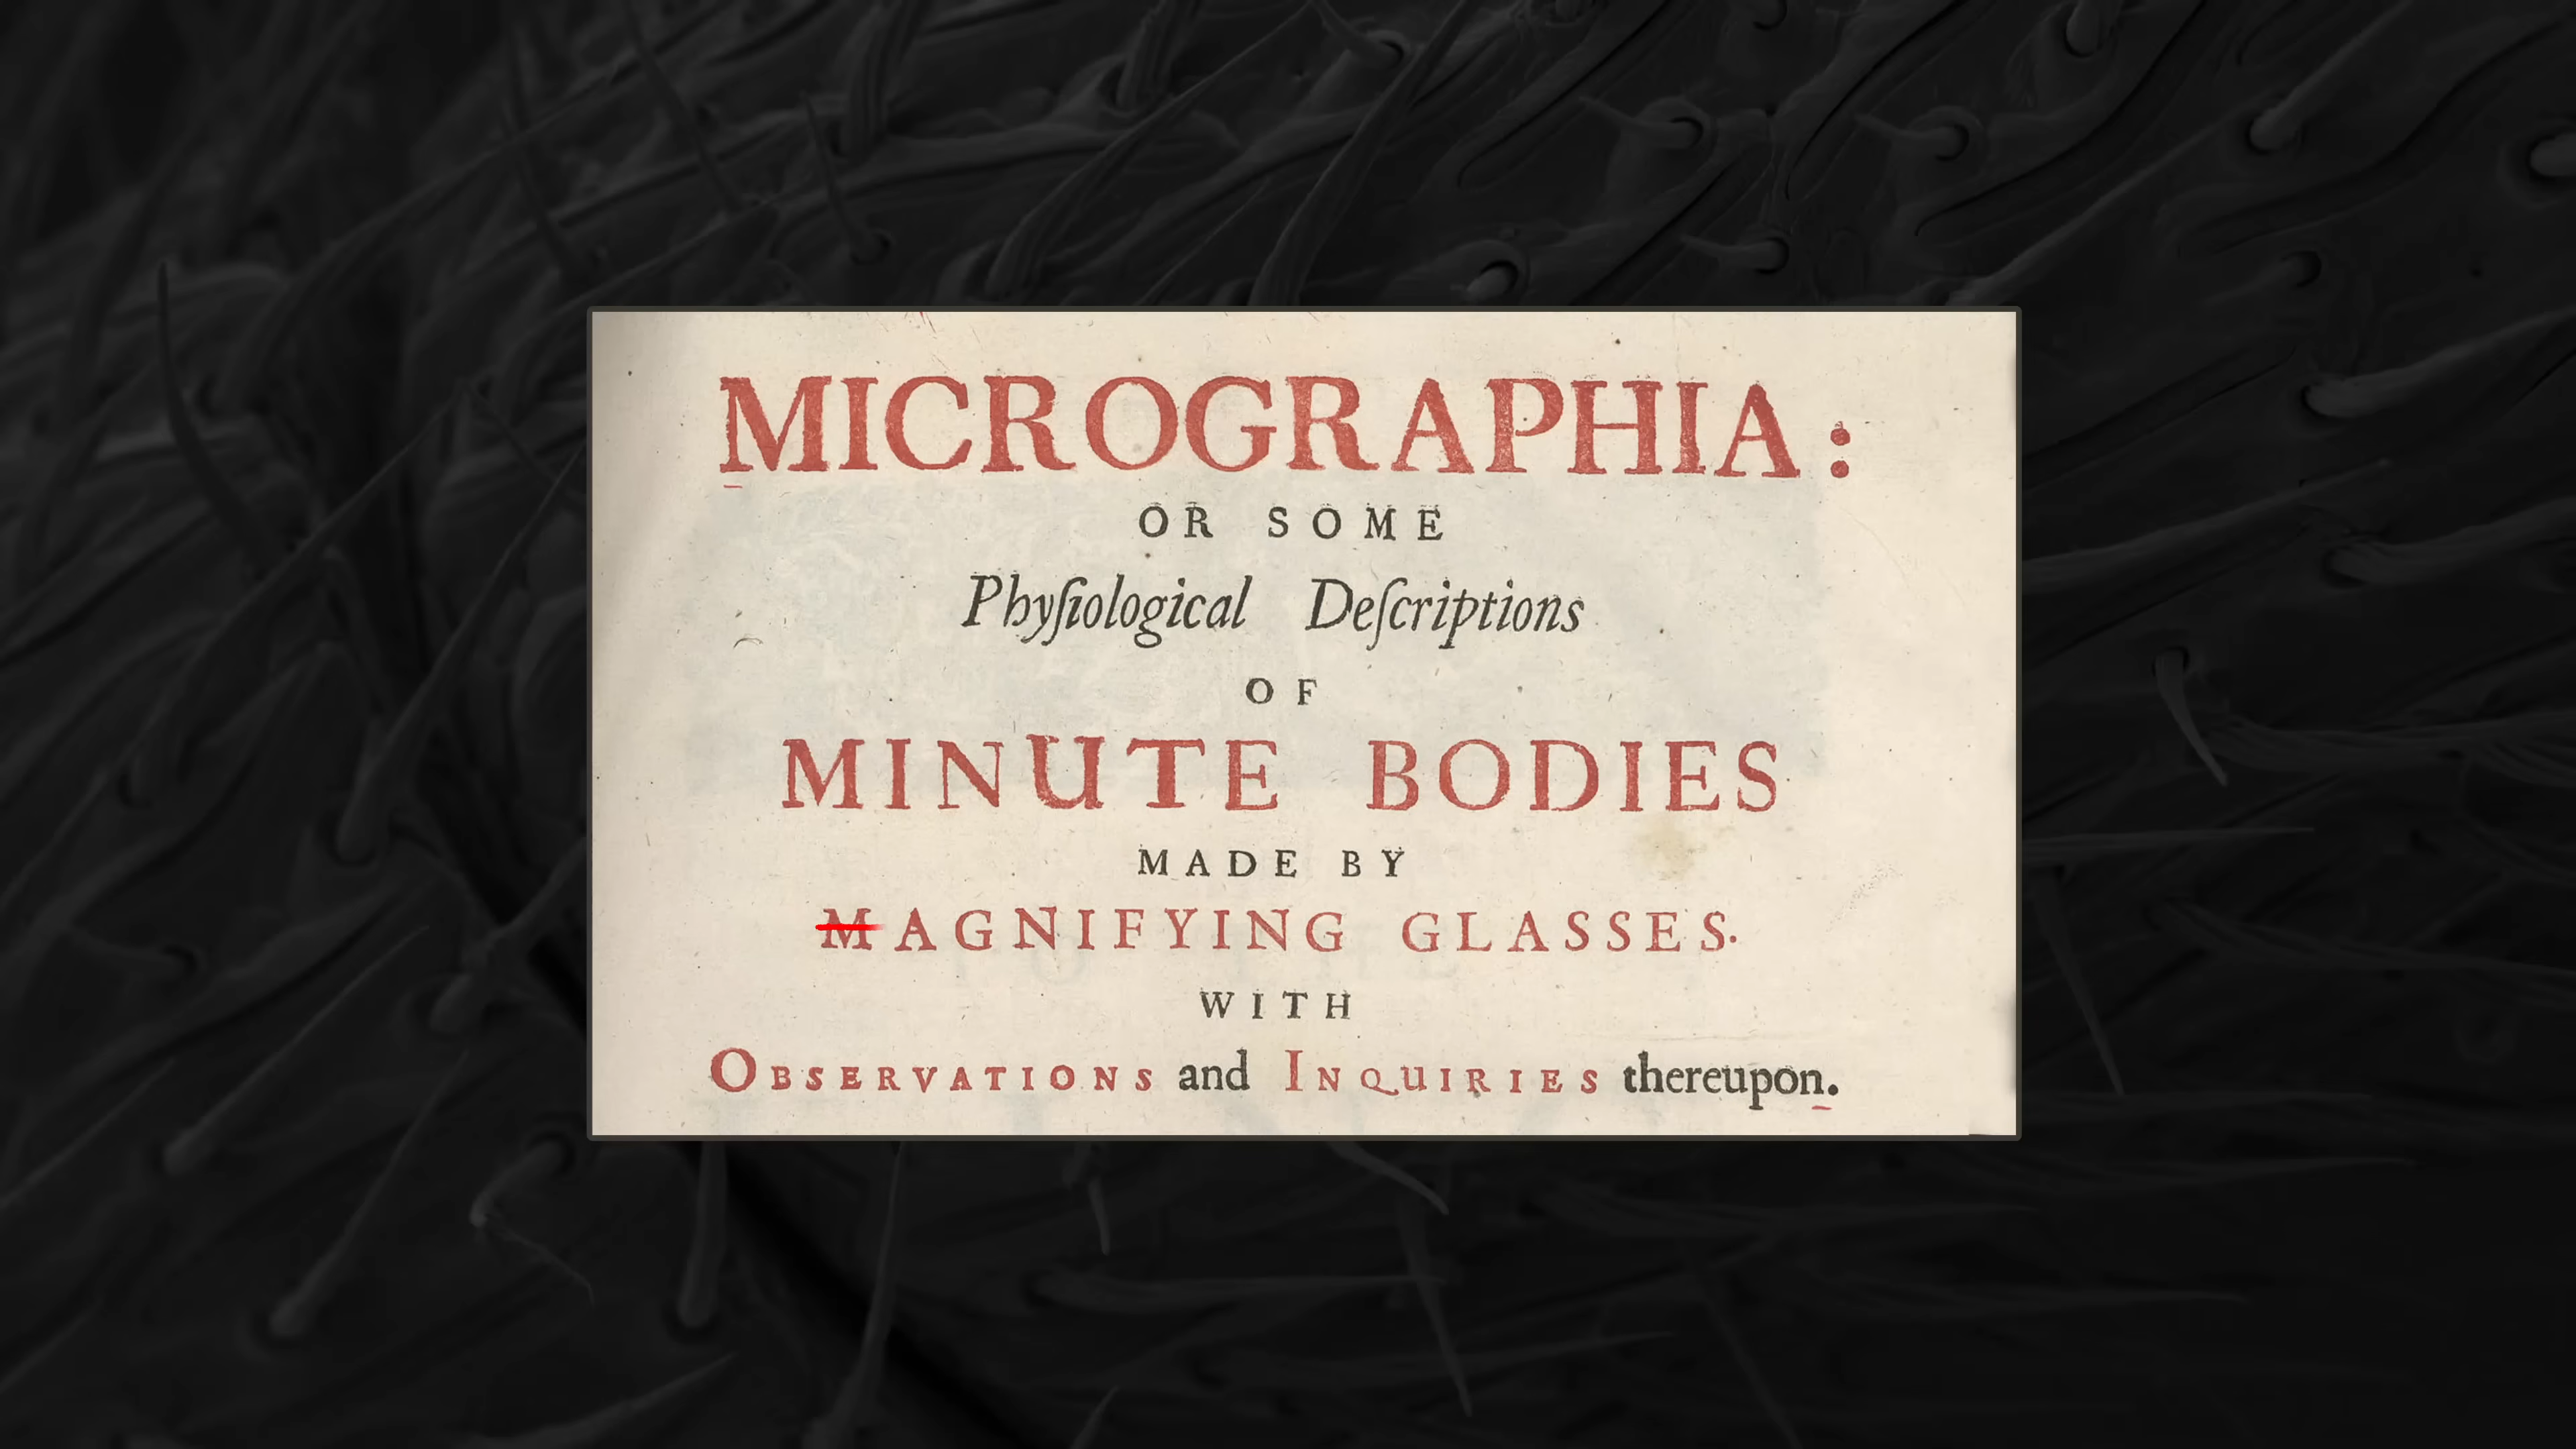 MICROGRAPHIA:
OR SOME
Phyſiological Deſcriptions
OF
MINUTE BODIES
MADE BY
MAGNIFYING GLASSES.
WITH
OBSERVATIONS and INQUIRIES thereupon.